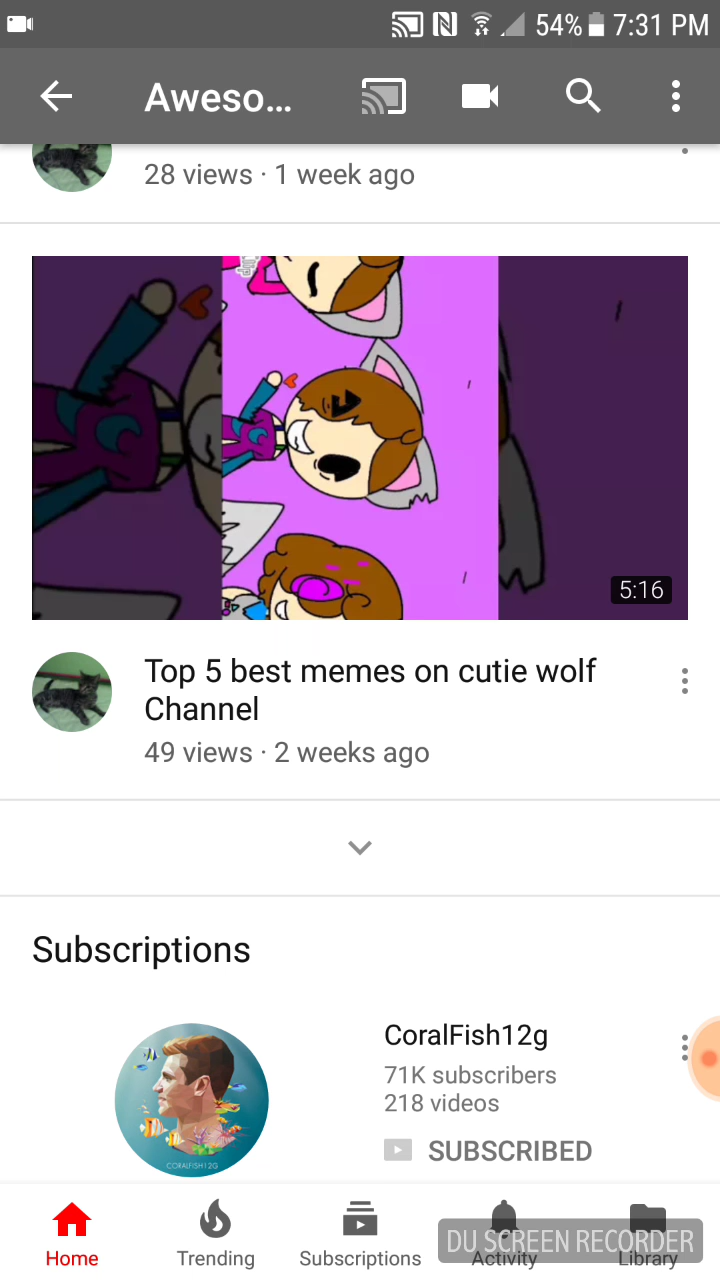 54% 7:31 PM
Aweso...
28 views · 1 week ago
5:16
Top 5 best memes on cutie wolf
Channel
49 views · 2 weeks ago
Subscriptions
CoralFish12g
71K subscribers
218 videos
SUBSCRIBED
CORALFISH12G
Home Trending Subscriptions Activity Library
DU SCREEN RECORDER